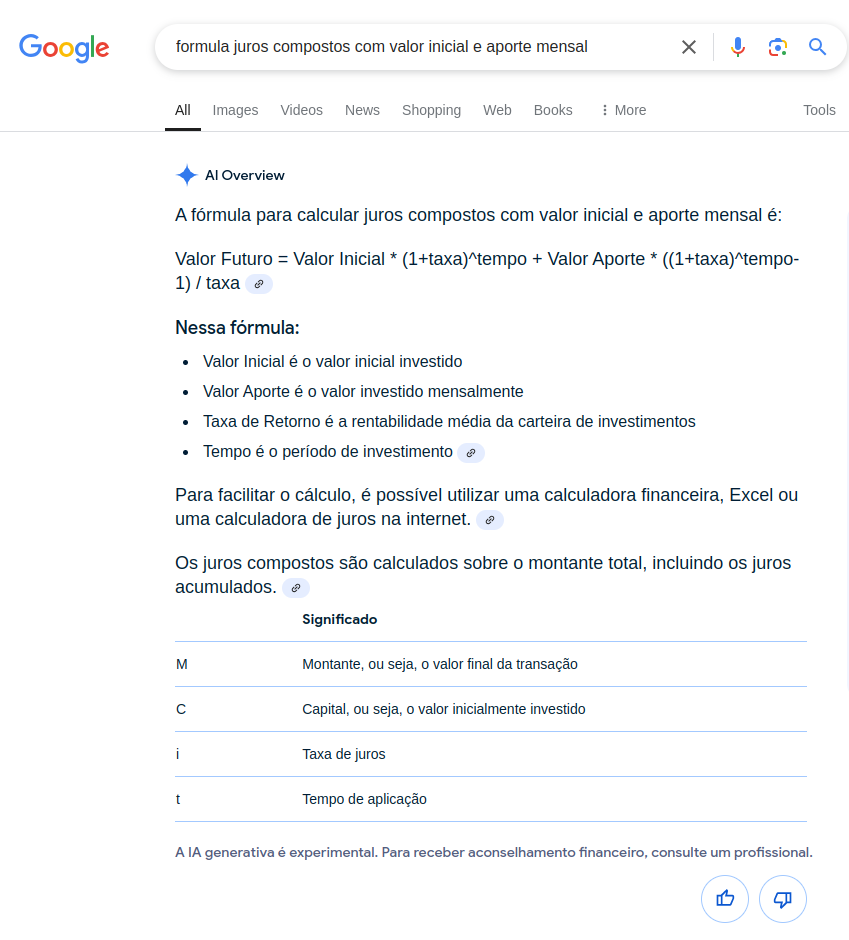 Google
formula juros compostos com valor inicial e aporte mensal
All Images Videos News Shopping Web Books More Tools
AI Overview
A fórmula para calcular juros compostos com valor inicial e aporte mensal é:
Valor Futuro = Valor Inicial * (1+taxa)^tempo + Valor Aporte * ((1+taxa)^tempo-
1) / taxa
Nessa fórmula:
• Valor Inicial é o valor inicial investido
• Valor Aporte é o valor investido mensalmente
• Taxa de Retorno é a rentabilidade média da carteira de investimentos
• Tempo é o período de investimento
Para facilitar o cálculo, é possível utilizar uma calculadora financeira, Excel ou
uma calculadora de juros na internet.
Os juros compostos são calculados sobre o montante total, incluindo os juros
acumulados.
Significado
M Montante, ou seja, o valor final da transação
C Capital, ou seja, o valor inicialmente investido
i Taxa de juros
t Tempo de aplicação
A IA generativa é experimental. Para receber aconselhamento financeiro, consulte um profissional.